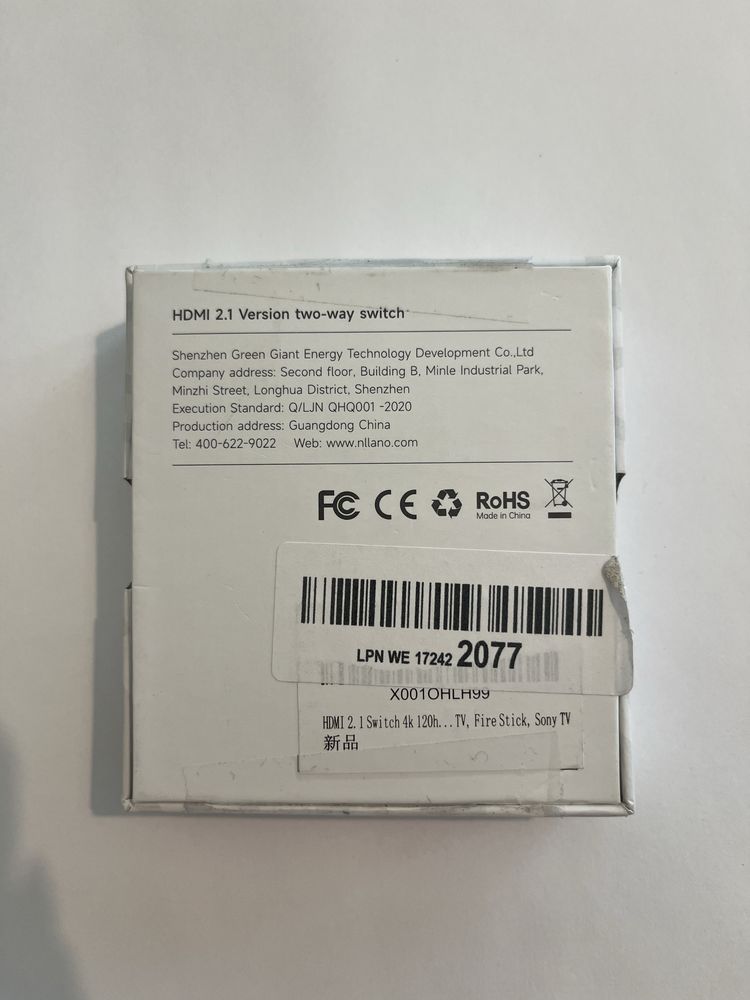 HDMI 2.1 Version two-way switch
Shenzhen Green Giant Energy Technology Development Co.,Ltd
Company address: Second floor, Building B, Minle Industrial Park,
Minzhi Street, Longhua District, Shenzhen
Execution Standard: Q/LJN QHQ001 -2020
Production address: Guangdong China
Tel: 400-622-9022 Web: www.nllano.com
FC CE RoHS
Made in China
LPN WE 17242 2077
X001OHLH99
HDMI 2.1 Switch 4k 120h...TV, Fire Stick, Sony TV
新品